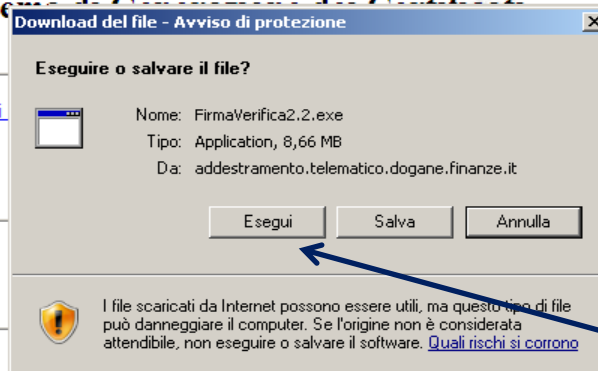 Download del file - Avviso di protezione
Eseguire o salvare il file?
Nome: FirmaVerifica2.2.exe
Tipo: Application, 8,66 MB
Da: addestramento.telematico.dogane.finanze.it
Esegui Salva Annulla
I file scaricati da Internet possono essere utili, ma questo tipo di file
può danneggiare il computer. Se l'origine non è considerata
attendibile, non eseguire o salvare il software. Quali rischi si corrono